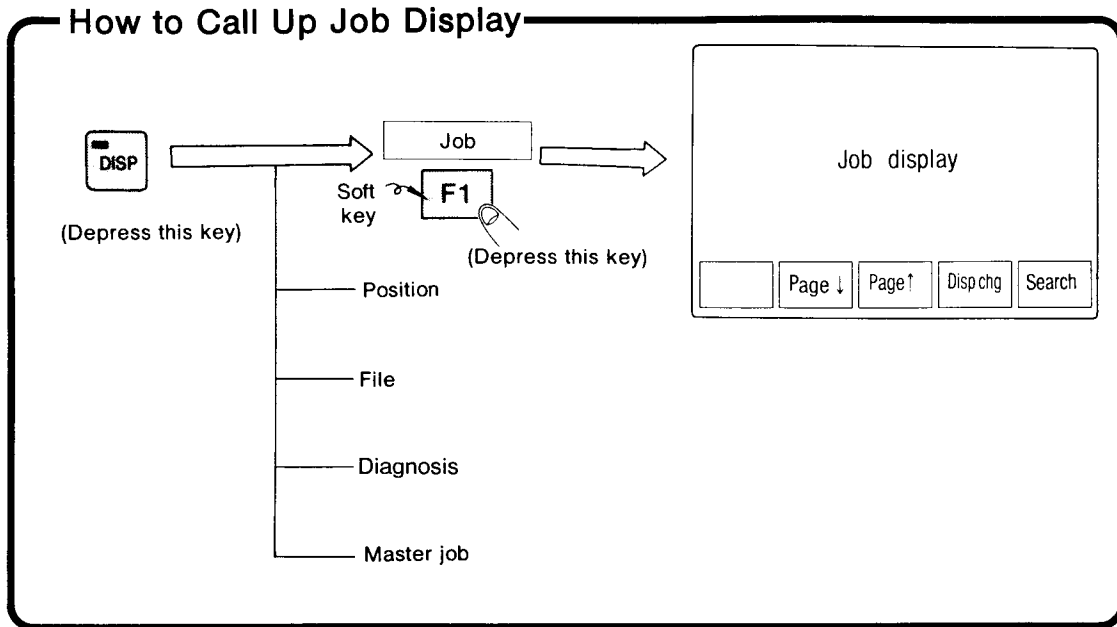 How to Call Up Job Display
DISP
(Depress this key)
Job
Soft
key
F1
(Depress this key)
Position
File
Diagnosis
Master job
Job display
Page ↓
Page ↑
Disp chg
Search